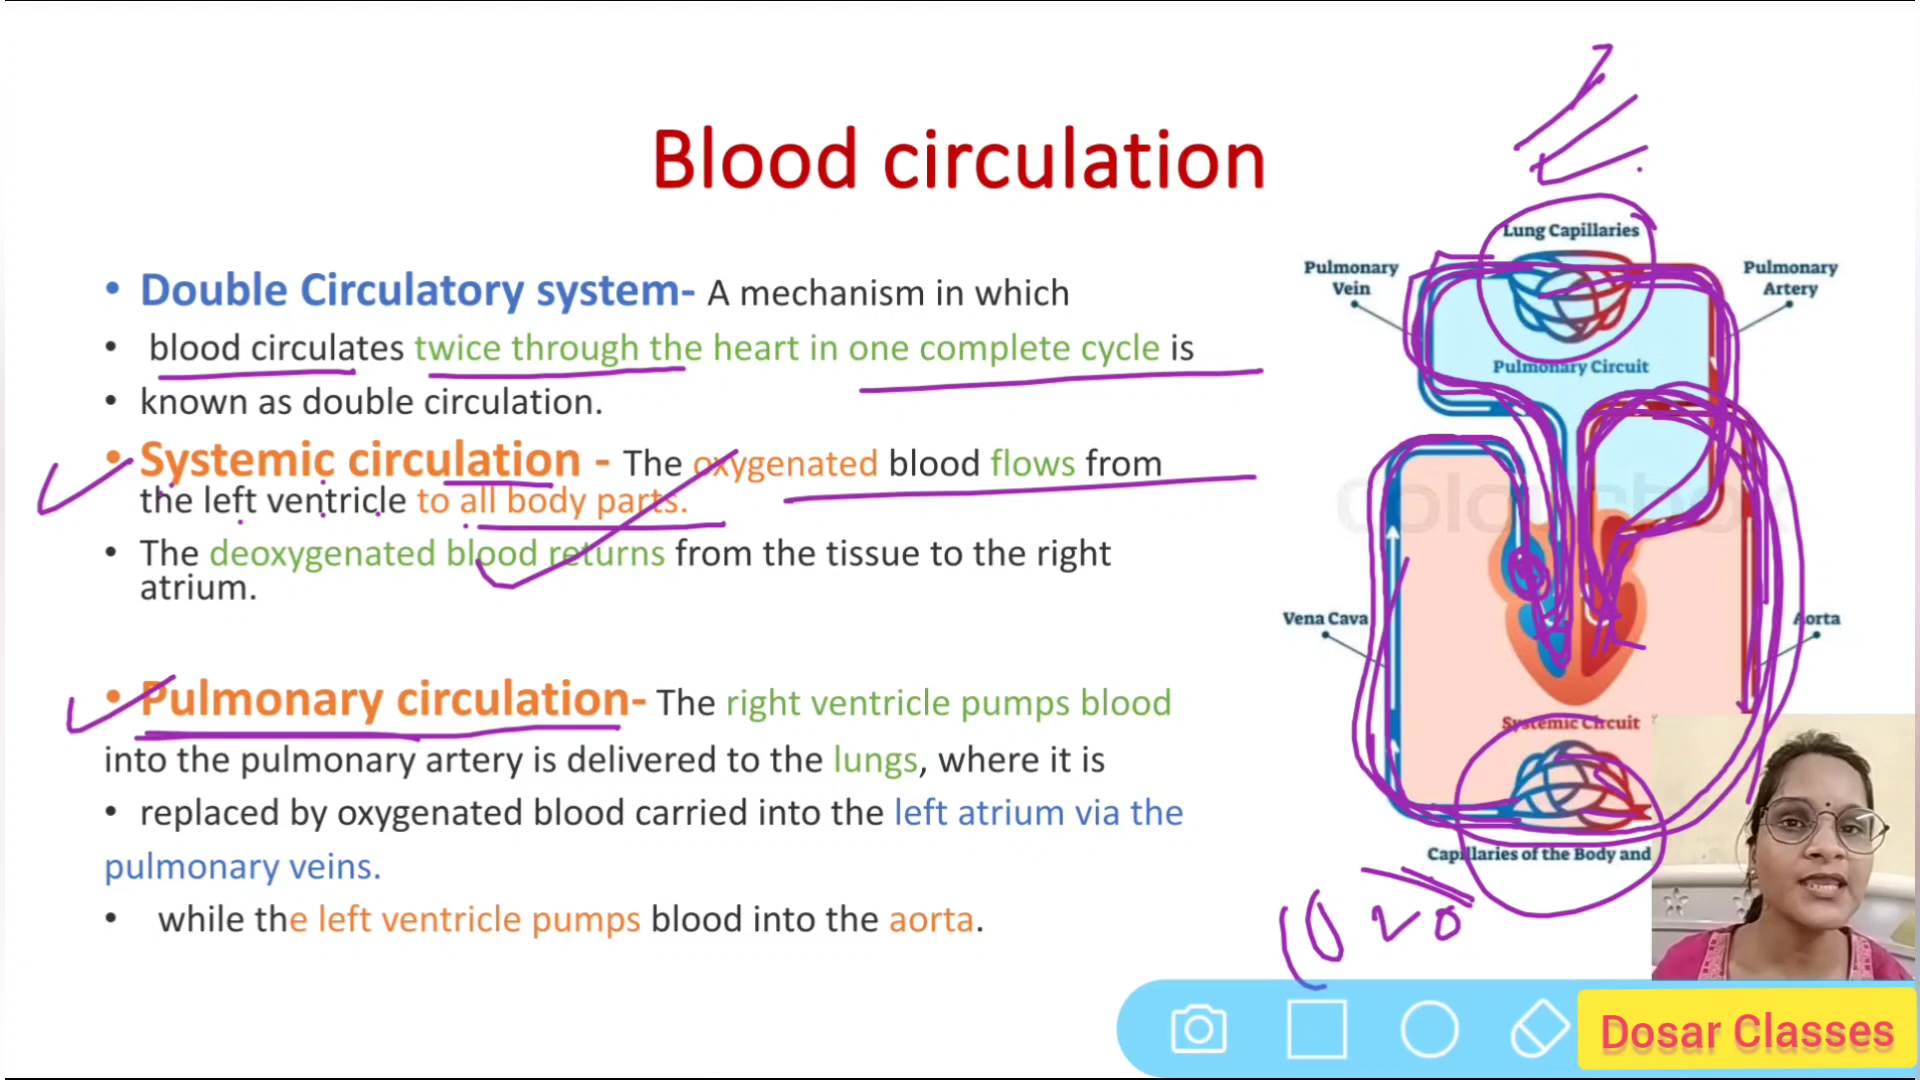 Blood circulation
• Double Circulatory system- A mechanism in which
• blood circulates twice through the heart in one complete cycle is
• known as double circulation.
• Systemic circulation - The oxygenated blood flows from
the left ventricle to all body parts.
• The deoxygenated blood returns from the tissue to the right
atrium.
• Pulmonary circulation- The right ventricle pumps blood
into the pulmonary artery is delivered to the lungs, where it is
• replaced by oxygenated blood carried into the left atrium via the
pulmonary veins.
• while the left ventricle pumps blood into the aorta.
Lung Capillaries
Pulmonary
Vein
Pulmonary
Artery
Pulmonary Circuit
Vena Cava
Aorta
Systemic Circuit
Capillaries of the Body and
Dosar Classes